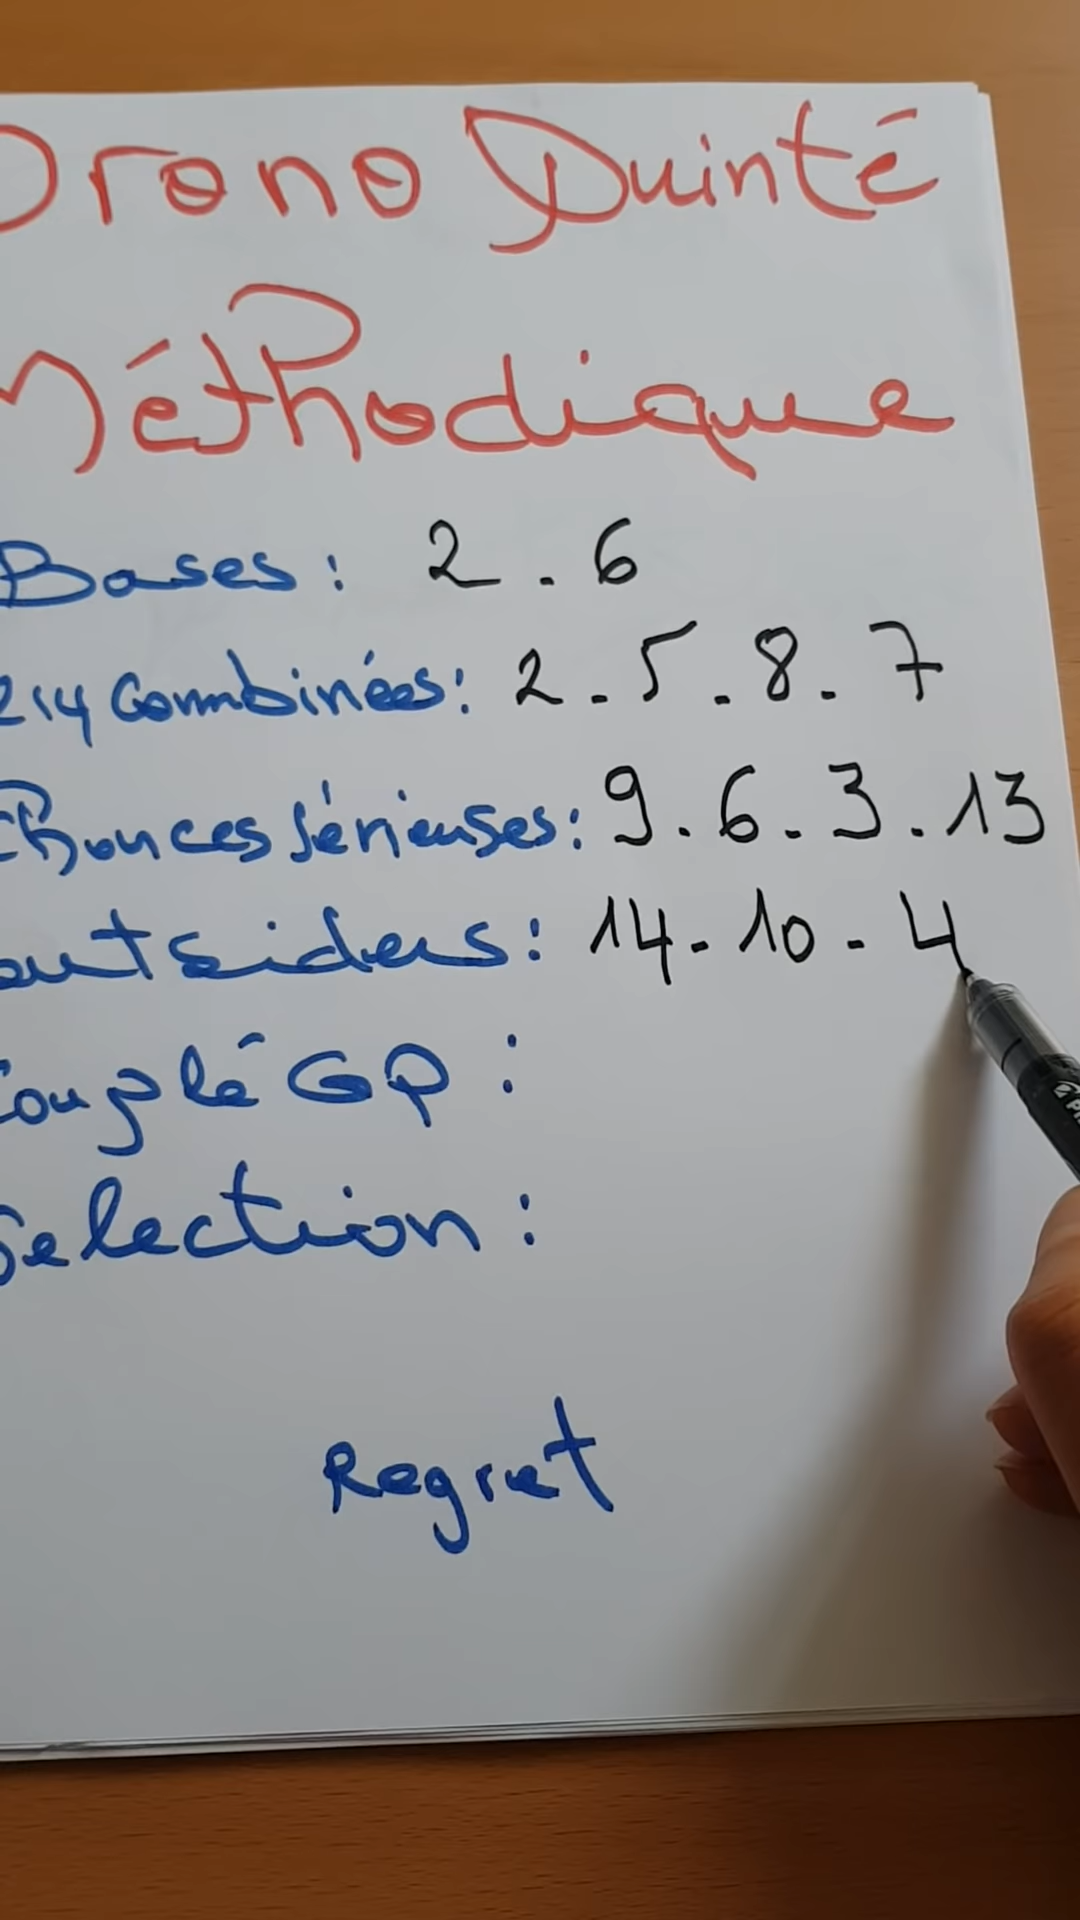 Prono Quinté
Méthodique
Bases: 2 . 6
2/4 Combinées: 2 . 5 . 8 . 7
Chances Sérieuses: 9 . 6 . 3 . 13
outsiders: 14 - 10 - 4
Couplé GP :
Selection :
Regret